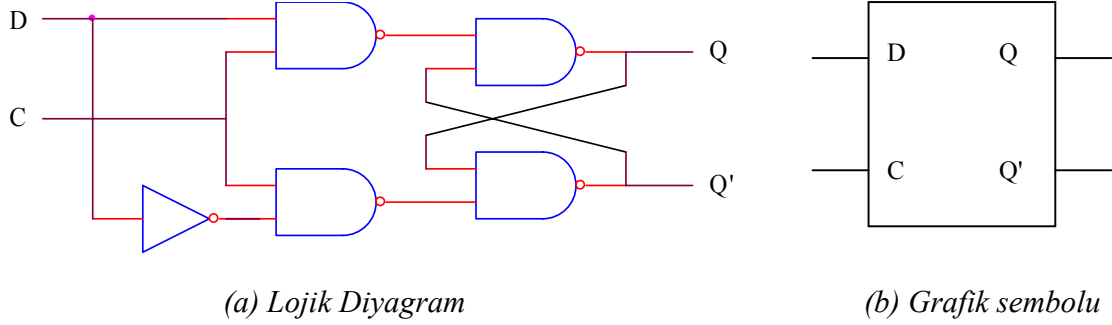 D
Q
C
Q'
D Q
C Q'
(a) Lojik Diyagram
(b) Grafik sembolu